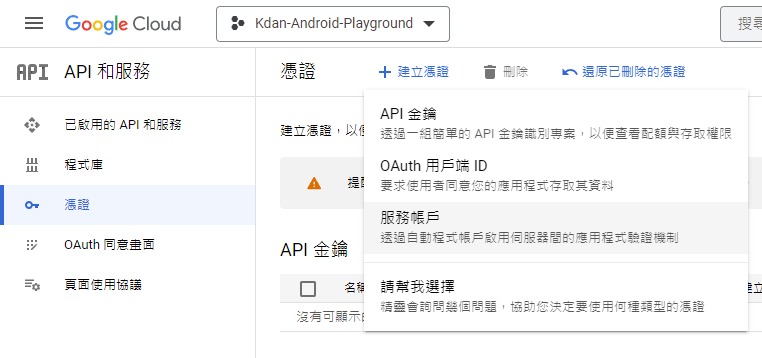 Google Cloud
Kdan-Android-Playground
搜尋
API
API 和服務
憑證
建立憑證
刪除
還原已刪除的憑證
已啟用的 API 和服務
程式庫
憑證
OAuth 同意畫面
頁面使用協議
建立憑證，以便
提醒
API 金鑰
透過一組簡單的 API 金鑰識別專案，以便查看配額與存取權限
OAuth 用戶端 ID
要求使用者同意您的應用程式存取其資料
服務帳戶
透過自動程式帳戶啟用伺服器間的應用程式驗證機制
請幫我選擇
精靈會詢問幾個問題，協助您決定要使用何種類型的憑證
API 金鑰
名稱
建立
沒有可顯示的